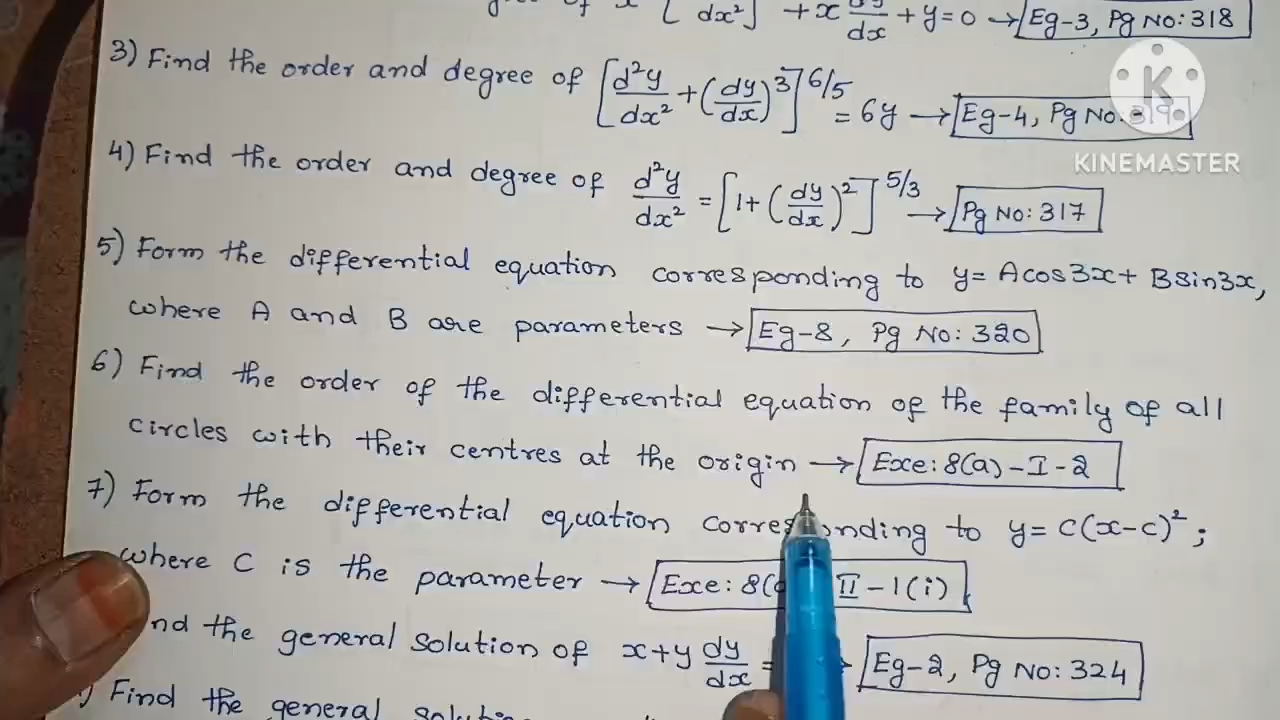 [d²y/dx²] + x dy/dx + y = 0 → Eg-3, Pg No: 318
3) Find the order and degree of [d²y/dx² + (dy/dx)³]^6/5 = 6y → Eg-4, Pg No: 319
K
KINEMASTER
4) Find the order and degree of d²y/dx² = [1+(dy/dx)²]^5/3 → Pg No: 317
5) Form the differential equation corresponding to y = A cos3x + B sin3x,
where A and B are parameters → Eg-8, Pg No: 320
6) Find the order of the differential equation of the family of all
circles with their centres at the origin → Exe: 8(a)-I-2
7) Form the differential equation corresponding to y = c(x-c)²;
where C is the parameter → Exe: 8( II-1(i)
the general solution of x+y dy/dx = Eg-2, Pg No: 324
) Find the general